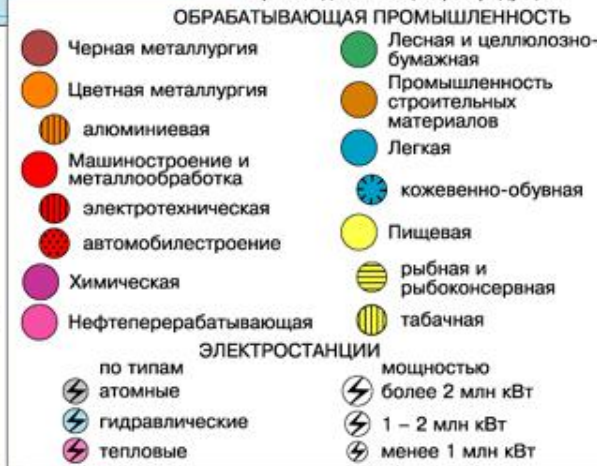 ОБРАБАТЫВАЮЩАЯ ПРОМЫШЛЕННОСТЬ
Черная металлургия
Цветная металлургия
алюминиевая
Машиностроение и
металлообработка
электротехническая
автомобилестроение
Химическая
Нефтеперерабатывающая
Лесная и целлюлозно-
бумажная
Промышленность
строительных
материалов
Легкая
кожевенно-обувная
Пищевая
рыбная и
рыбоконсервная
табачная
ЭЛЕКТРОСТАНЦИИ
по типам
атомные
гидравлические
тепловые
мощностью
более 2 млн кВт
1 – 2 млн кВт
менее 1 млн кВт